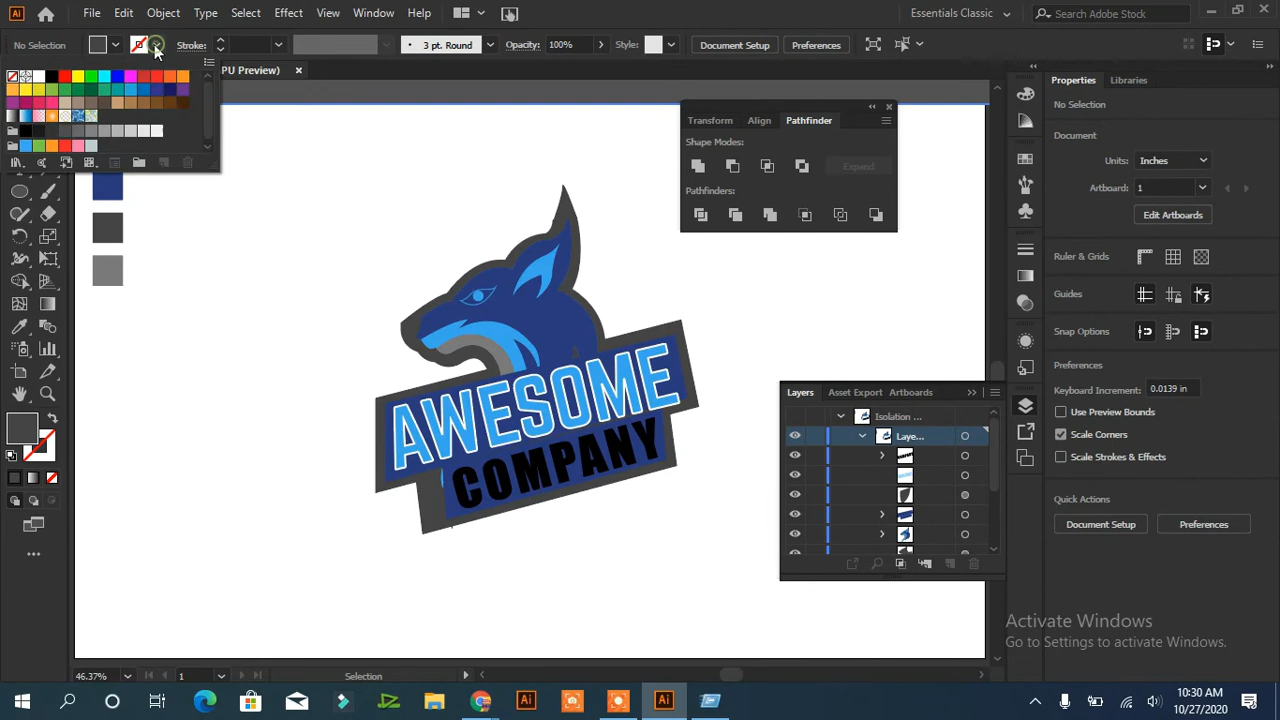 Ai File Edit Object Type Select Effect View Window Help Essentials Classic Search Adobe Stock
No Selection Stroke: 3 pt. Round Opacity: 100% Style: Document Setup Preferences
PU Preview) ×
Properties Libraries
No Selection
Document
Units: Inches
Artboard: 1
Edit Artboards
Ruler & Grids
Guides
Snap Options
Preferences
Keyboard Increment: 0.0139 in
Use Preview Bounds
Scale Corners
Scale Strokes & Effects
Quick Actions
Document Setup Preferences
Transform Align Pathfinder
Shape Modes:
Expand
Pathfinders:
AWESOME
COMPANY
Layers Asset Export Artboards
Isolation ...
Laye...
Activate Windows
Go to Settings to activate Windows.
46.37% 1 Selection
Ai Ai
10:30 AM
10/27/2020